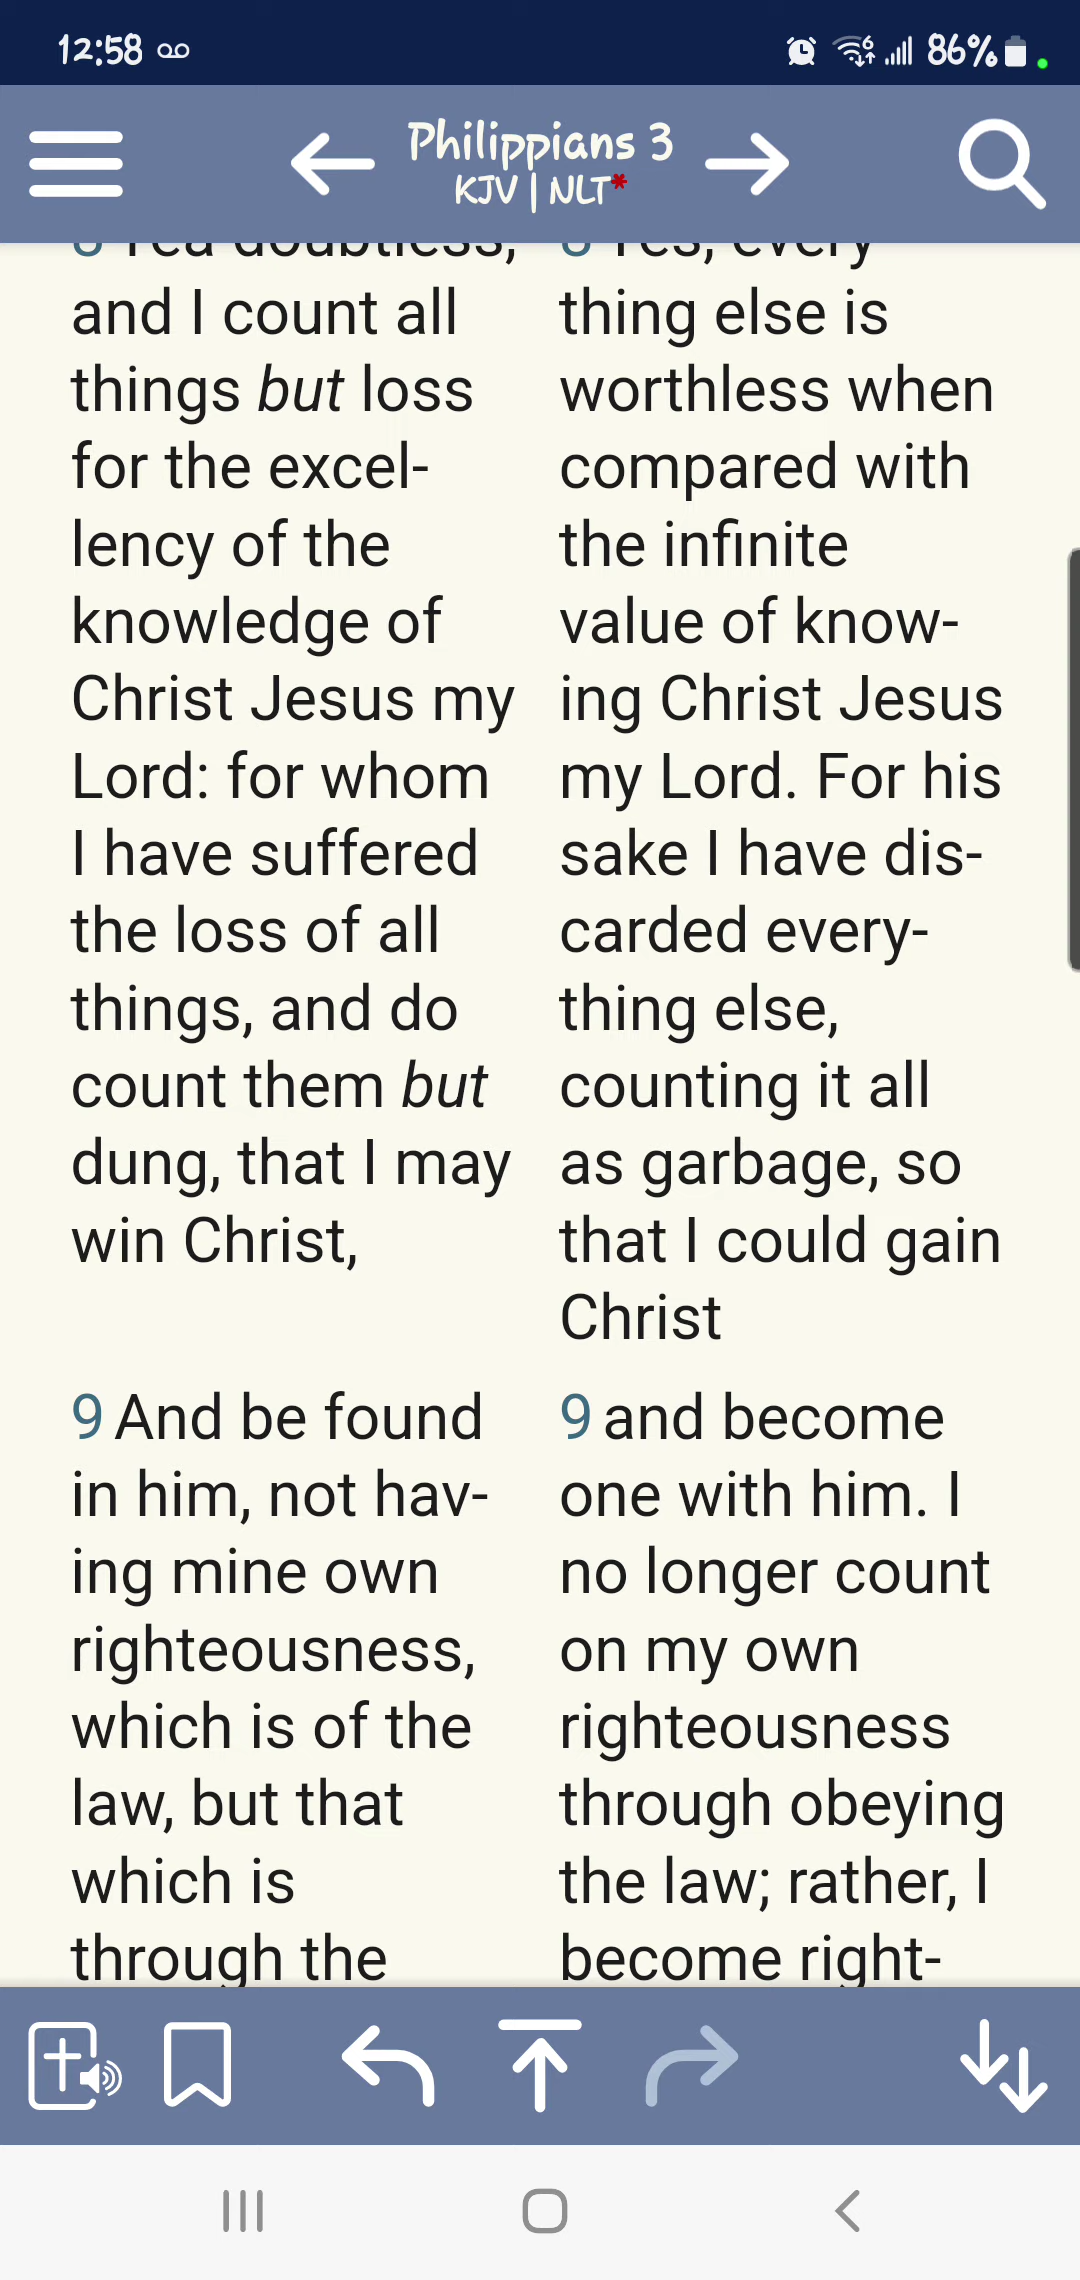 12:58
86%
Philippians 3
KJV | NLT*
8 Yea doubtless,
and I count all
things but loss
for the excel-
lency of the
knowledge of
Christ Jesus my
Lord: for whom
I have suffered
the loss of all
things, and do
count them but
dung, that I may
win Christ,
8 Yes, every
thing else is
worthless when
compared with
the infinite
value of know-
ing Christ Jesus
my Lord. For his
sake I have dis-
carded every-
thing else,
counting it all
as garbage, so
that I could gain
Christ
9 And be found
in him, not hav-
ing mine own
righteousness,
which is of the
law, but that
which is
through the
9 and become
one with him. I
no longer count
on my own
righteousness
through obeying
the law; rather, I
become right-